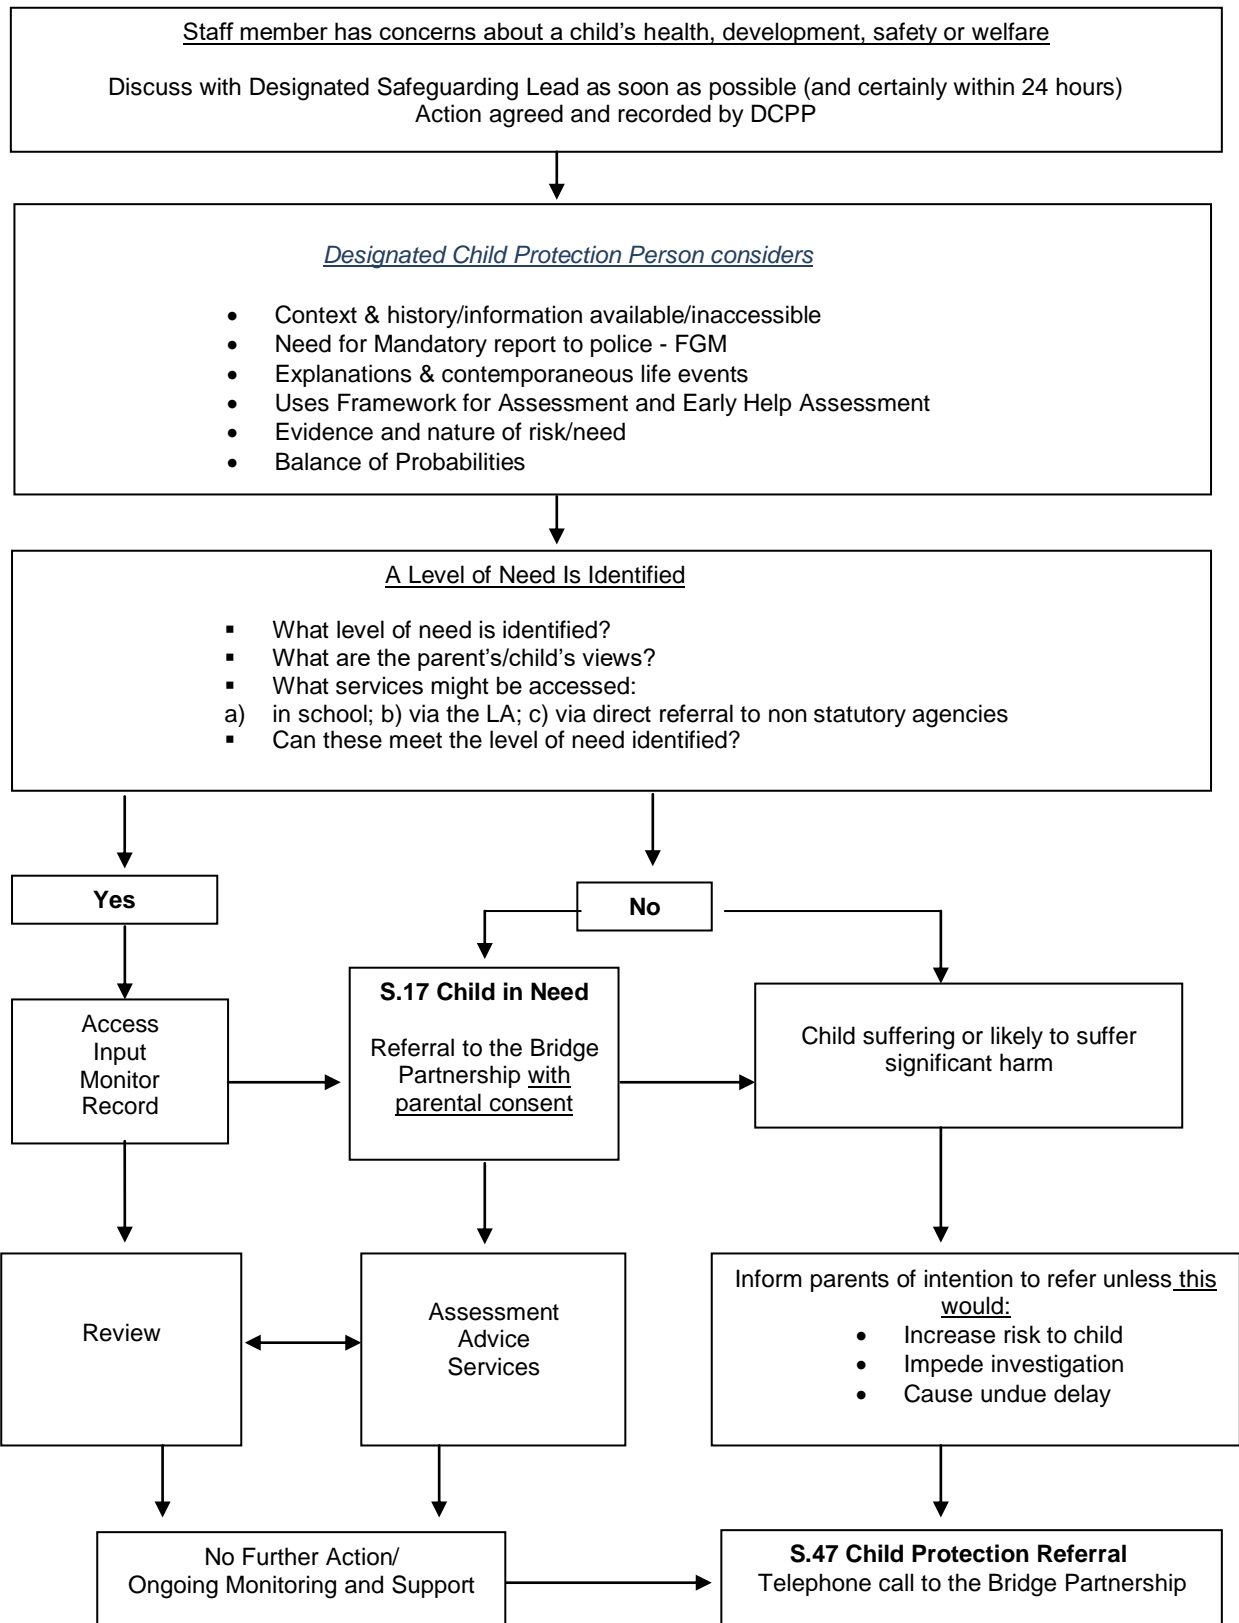 Staff member has concerns about a child's health, development, safety or welfare
Discuss with Designated Safeguarding Lead as soon as possible (and certainly within 24 hours)
Action agreed and recorded by DCPP
Designated Child Protection Person considers
• Context & history/information available/inaccessible
• Need for Mandatory report to police - FGM
• Explanations & contemporaneous life events
• Uses Framework for Assessment and Early Help Assessment
• Evidence and nature of risk/need
• Balance of Probabilities
A Level of Need Is Identified
▪ What level of need is identified?
▪ What are the parent's/child's views?
▪ What services might be accessed:
a) in school; b) via the LA; c) via direct referral to non statutory agencies
▪ Can these meet the level of need identified?
Yes
No
Access
Input
Monitor
Record
S.17 Child in Need
Referral to the Bridge
Partnership with
parental consent
Child suffering or likely to suffer
significant harm
Review
Assessment
Advice
Services
Inform parents of intention to refer unless this
would:
• Increase risk to child
• Impede investigation
• Cause undue delay
No Further Action/
Ongoing Monitoring and Support
S.47 Child Protection Referral
Telephone call to the Bridge Partnership